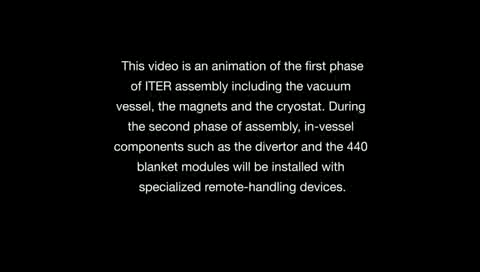 This video is an animation of the first phase
of ITER assembly including the vacuum
vessel, the magnets and the cryostat. During
the second phase of assembly, in-vessel
components such as the divertor and the 440
blanket modules will be installed with
specialized remote-handling devices.